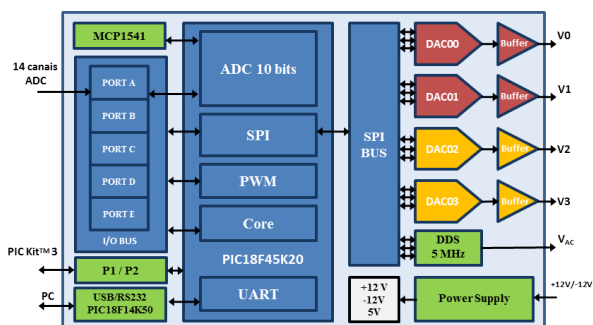 MCP1541
14 canais
ADC
PORT A
PORT B
PORT C
PORT D
PORT E
I/O BUS
PIC Kit™ 3
P1 / P2
PC
USB/RS232
PIC18F14K50
ADC 10 bits
SPI
PWM
Core
PIC18F45K20
UART
SPI
BUS
DAC00
Buffer
V0
DAC01
Buffer
V1
DAC02
Buffer
V2
DAC03
Buffer
V3
DDS
5 MHz
VAC
+12 V
-12V
5V
Power Supply
+12V/-12V